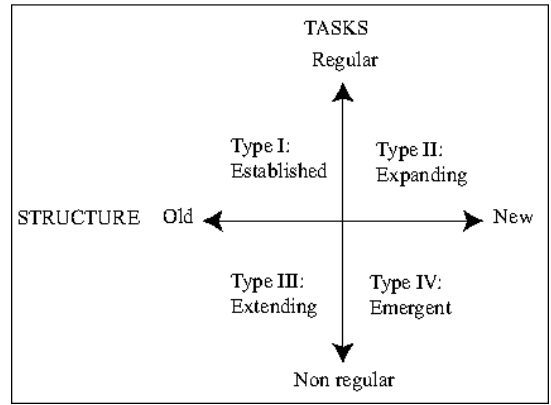 TASKS
Regular
Type I:
Established
Type II:
Expanding
STRUCTURE Old
New
Type III:
Extending
Type IV:
Emergent
Non regular